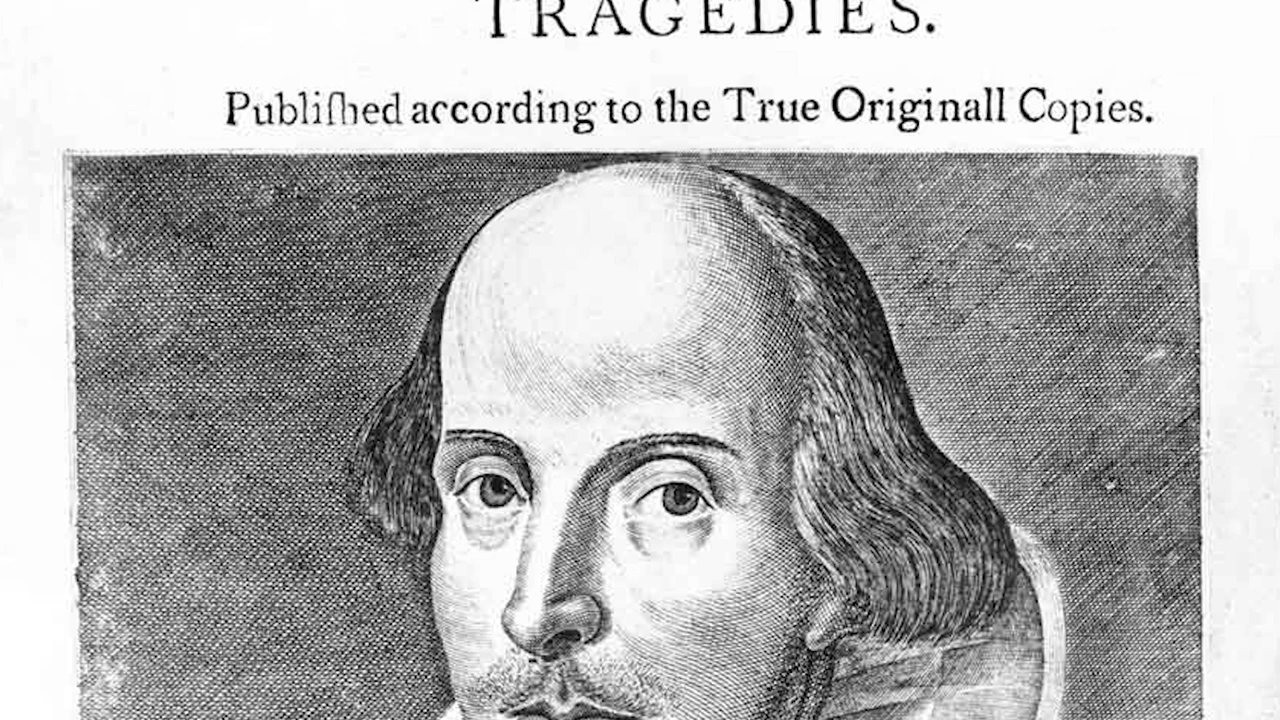 TRAGEDIES.
Publiſhed according to the True Originall Copies.